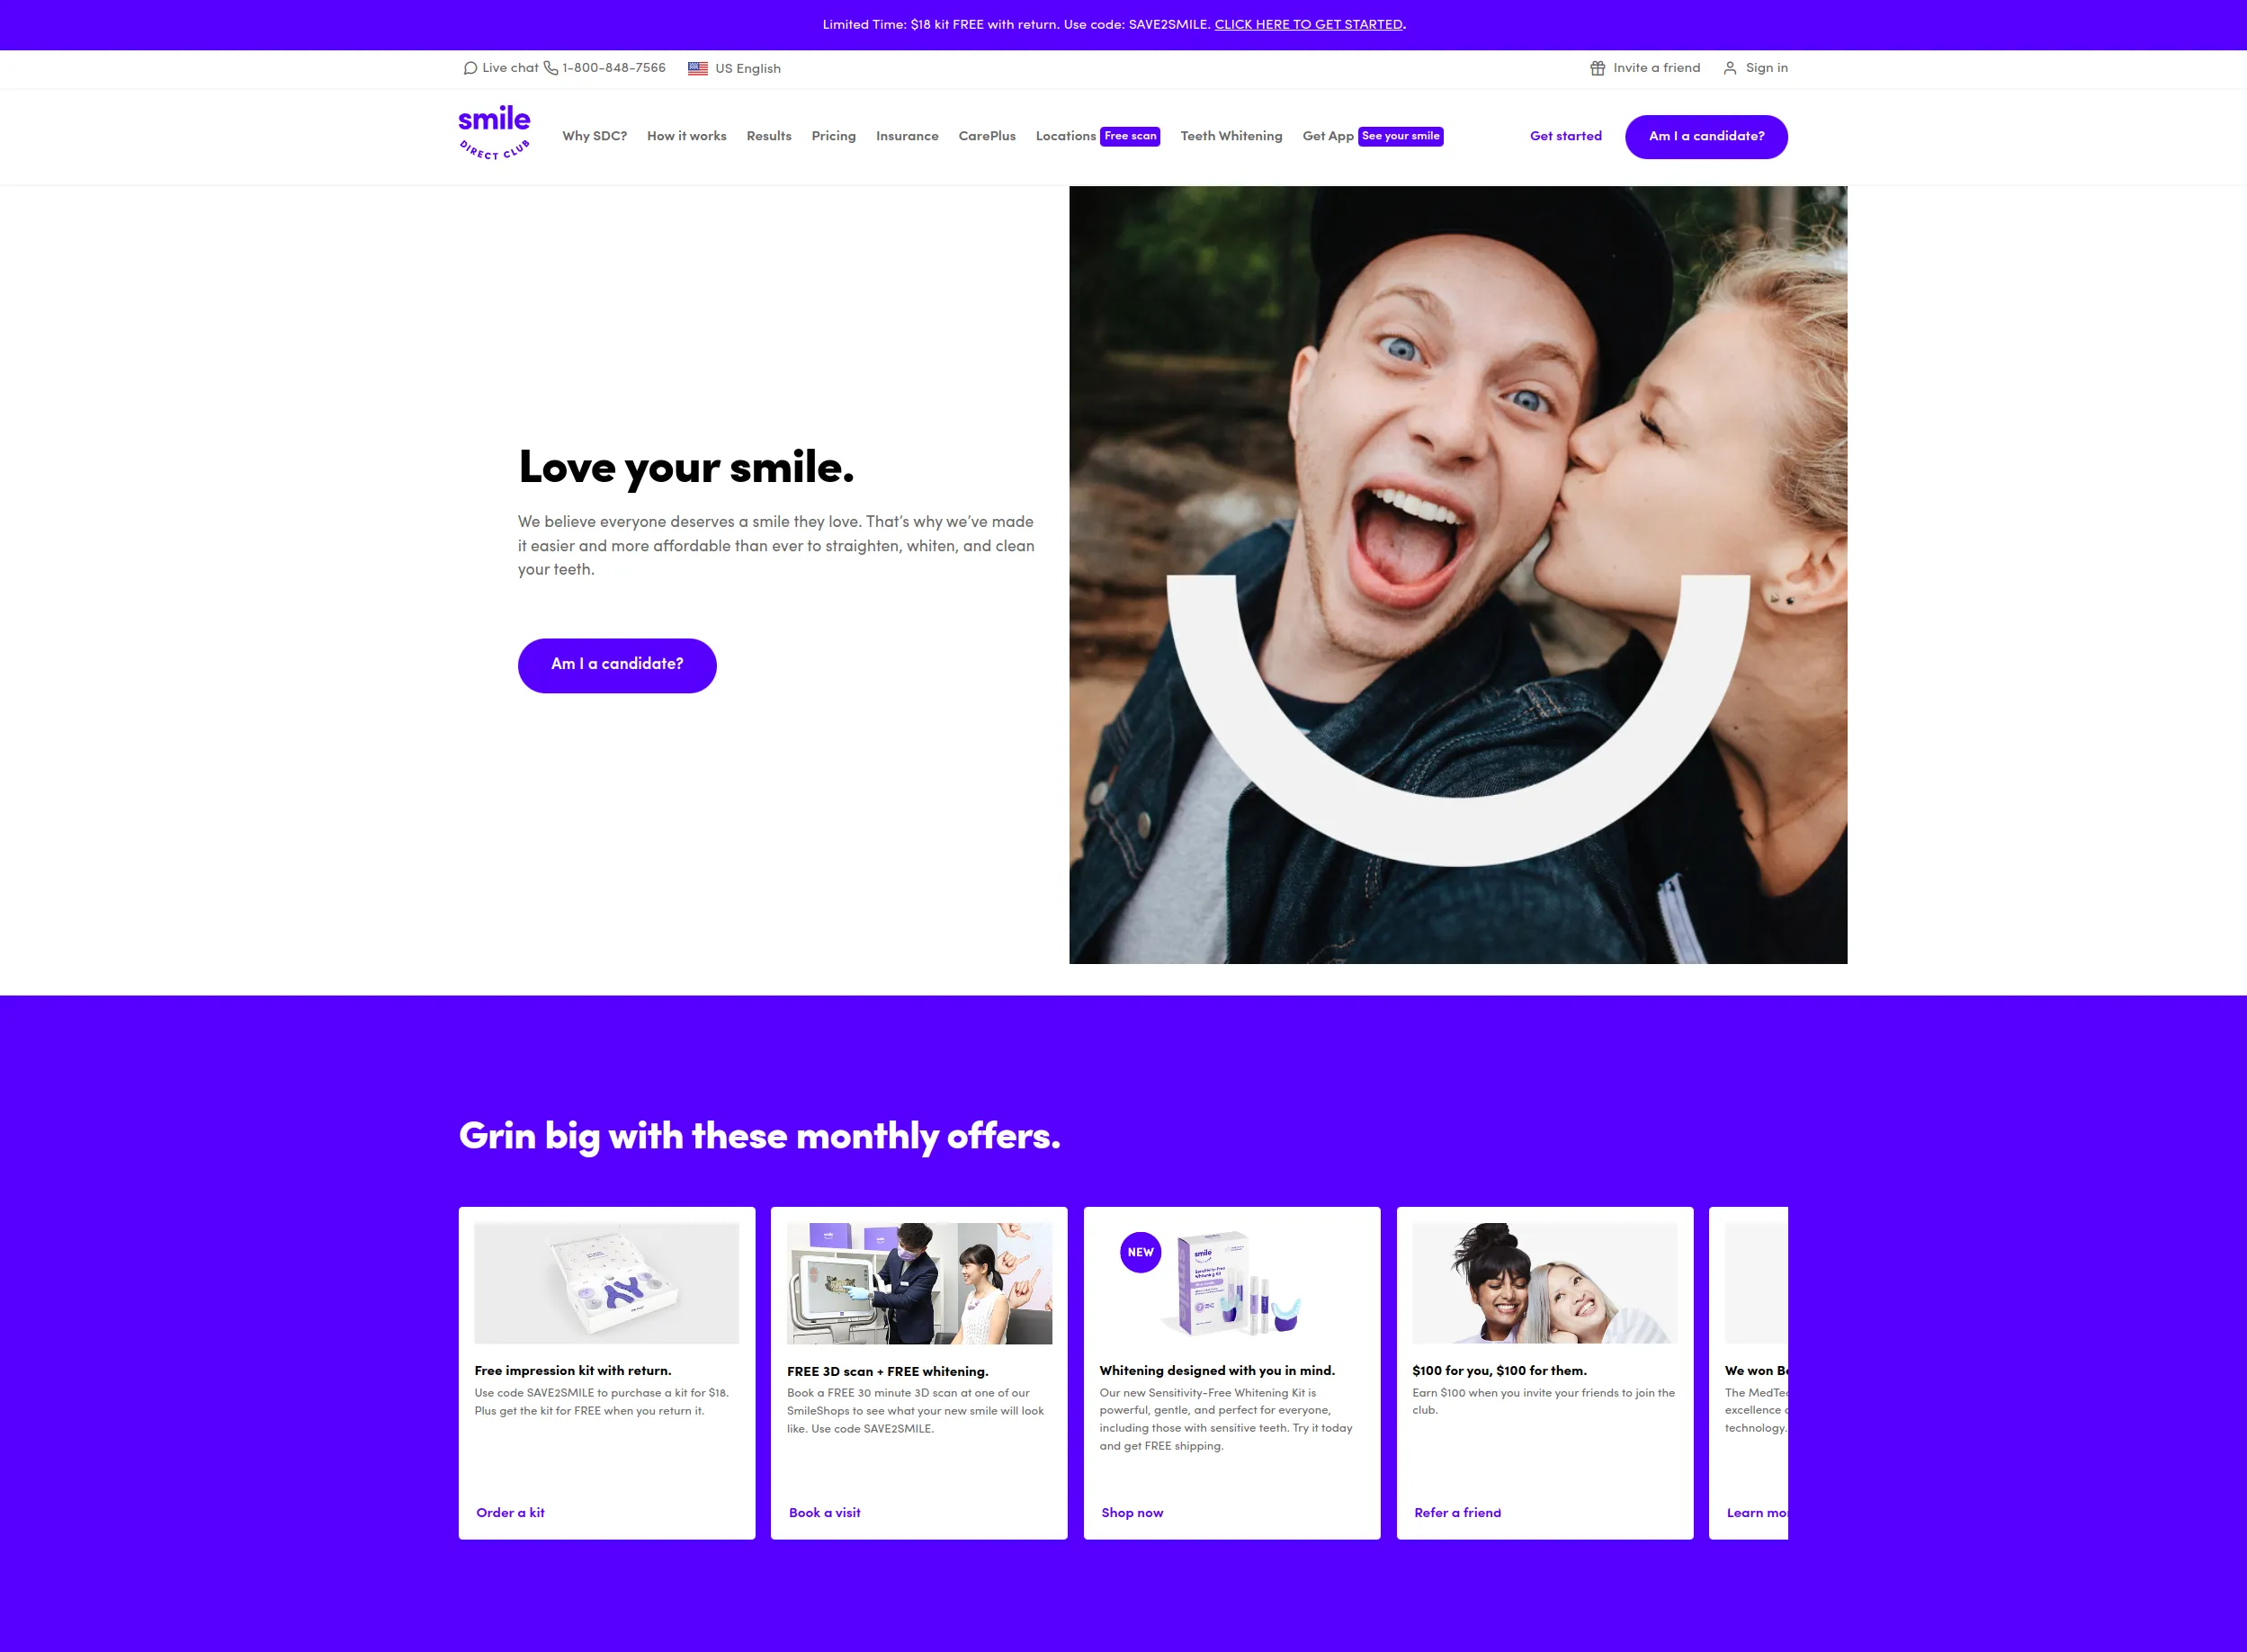 Limited Time: $18 kit FREE with return. Use code: SAVE2SMILE. CLICK HERE TO GET STARTED.
Live chat 1-800-848-7566 US English Invite a friend Sign in
smile
DIRECT CLUB
Why SDC? How it works Results Pricing Insurance CarePlus Locations Free scan Teeth Whitening Get App See your smile Get started Am I a candidate?
Love your smile.
We believe everyone deserves a smile they love. That’s why we’ve made
it easier and more affordable than ever to straighten, whiten, and clean
your teeth.
Am I a candidate?
Grin big with these monthly offers.
Free impression kit with return.
Use code SAVE2SMILE to purchase a kit for $18.
Plus get the kit for FREE when you return it.
Order a kit
FREE 3D scan + FREE whitening.
Book a FREE 30 minute 3D scan at one of our
SmileShops to see what your new smile will look
like. Use code SAVE2SMILE.
Book a visit
NEW
smile
Sensitivity-Free
Whitening Kit
Whitening designed with you in mind.
Our new Sensitivity-Free Whitening Kit is
powerful, gentle, and perfect for everyone,
including those with sensitive teeth. Try it today
and get FREE shipping.
Shop now
$100 for you, $100 for them.
Earn $100 when you invite your friends to join the
club.
Refer a friend
We won
The
excellence
technology.
Learn